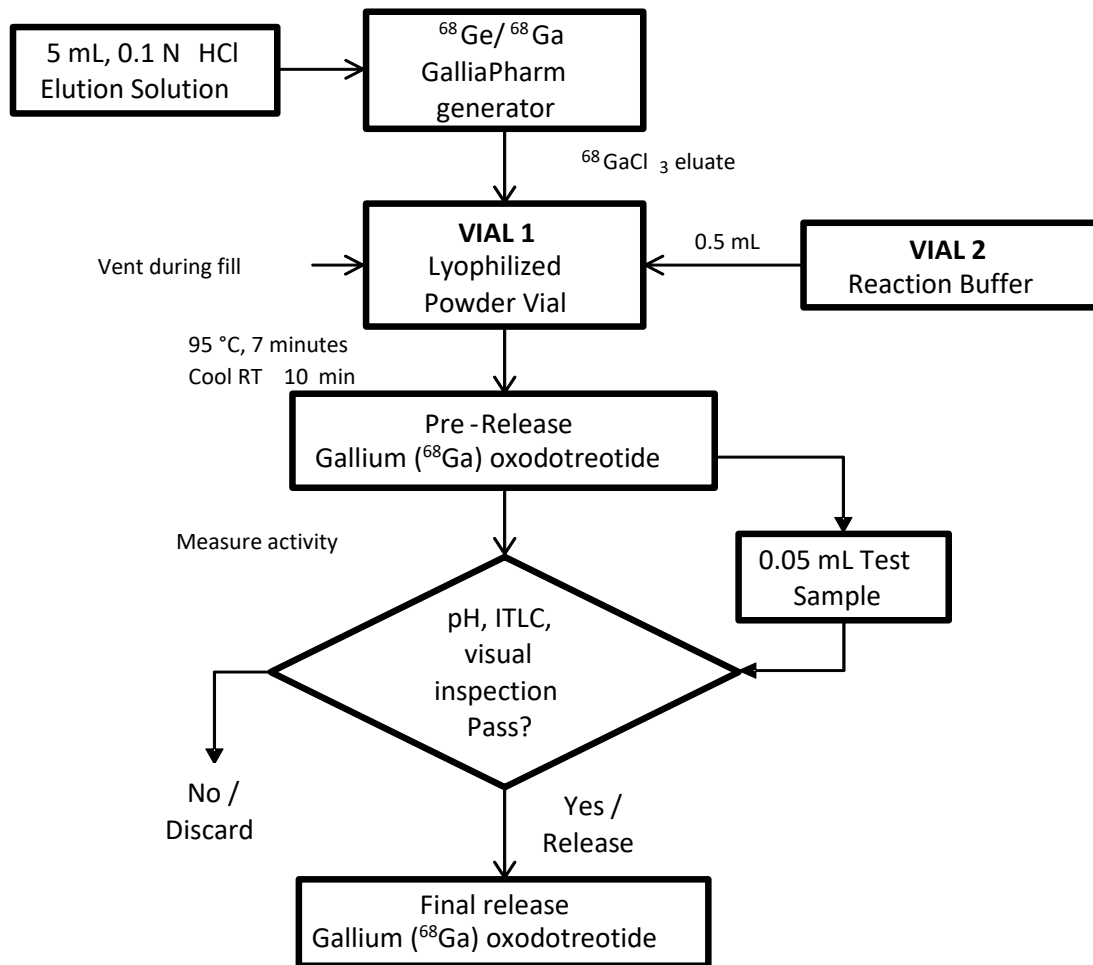 5 mL, 0.1 N HCl
Elution Solution
⁶⁸Ge/ ⁶⁸Ga
GalliaPharm
generator
⁶⁸GaCl ₃ eluate
Vent during fill
VIAL 1
Lyophilized
Powder Vial
0.5 mL
VIAL 2
Reaction Buffer
95 °C, 7 minutes
Cool RT 10 min
Pre -Release
Gallium (⁶⁸Ga) oxodotreotide
Measure activity
0.05 mL Test
Sample
pH, ITLC,
visual
inspection
Pass?
No /
Discard
Yes /
Release
Final release
Gallium (⁶⁸Ga) oxodotreotide